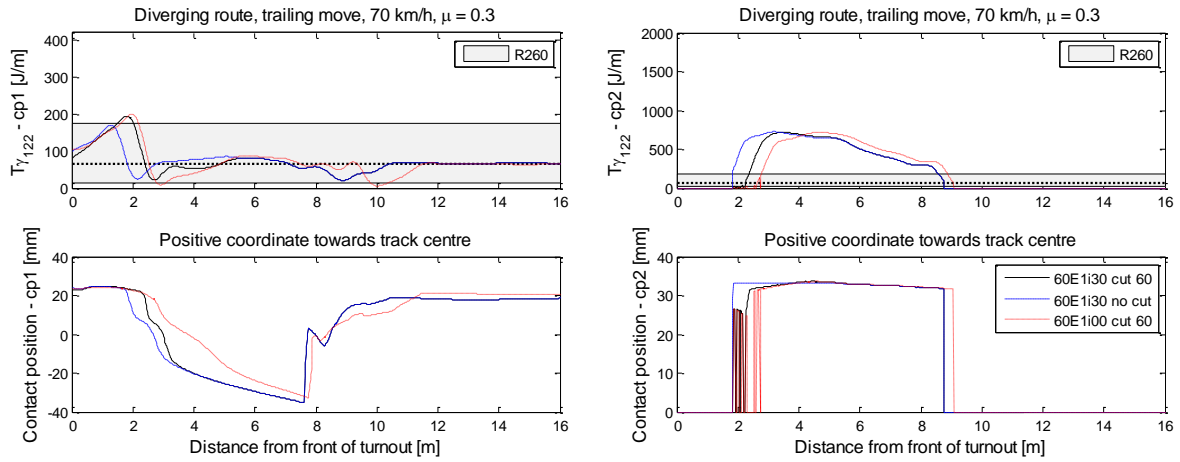 Diverging route, trailing move, 70 km/h, μ = 0.3
Tγ122 - cp1 [J/m]
400
300
200
100
0
R260
0 2 4 6 8 10 12 14 16
Diverging route, trailing move, 70 km/h, μ = 0.3
Tγ122 - cp2 [J/m]
2000
1500
1000
500
0
R260
0 2 4 6 8 10 12 14 16
Positive coordinate towards track centre
Contact position - cp1 [mm]
40
20
0
-20
-40
0 2 4 6 8 10 12 14 16
Distance from front of turnout [m]
Positive coordinate towards track centre
Contact position - cp2 [mm]
40
30
20
10
0
60E1i30 cut 60
60E1i30 no cut
60E1i00 cut 60
0 2 4 6 8 10 12 14 16
Distance from front of turnout [m]